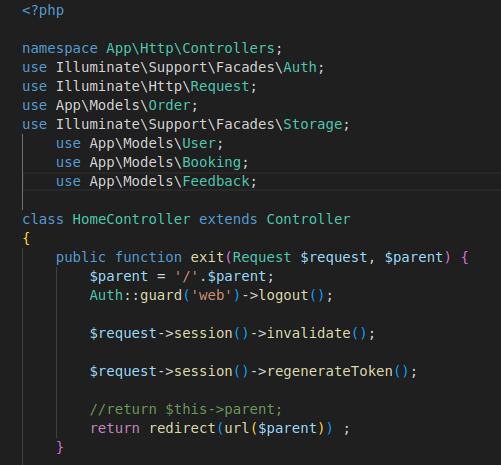 <?php
namespace App\Http\Controllers;
use Illuminate\Support\Facades\Auth;
use Illuminate\Http\Request;
use App\Models\Order;
use Illuminate\Support\Facades\Storage;
use App\Models\User;
use App\Models\Booking;
use App\Models\Feedback;
class HomeController extends Controller
{
public function exit(Request $request, $parent) {
$parent = '/'.$parent;
Auth::guard('web')->logout();
$request->session()->invalidate();
$request->session()->regenerateToken();
//return $this->parent;
return redirect(url($parent)) ;
}